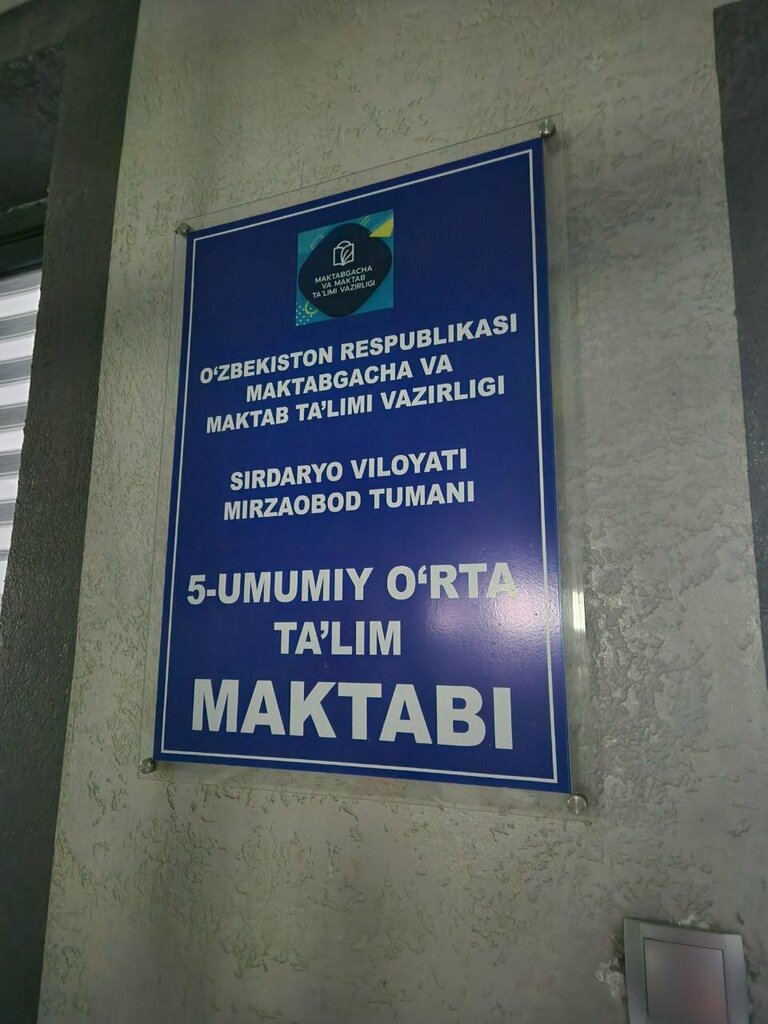 MAKTABGACHA
VA MAKTAB
TA'LIMI VAZIRLIGI
O‘ZBEKISTON RESPUBLIKASI
MAKTABGACHA VA
MAKTAB TA’LIMI VAZIRLIGI
SIRDARYO VILOYATI
MIRZAOBOD TUMANI
5-UMUMIY O‘RTA
TA’LIM
MAKTABI